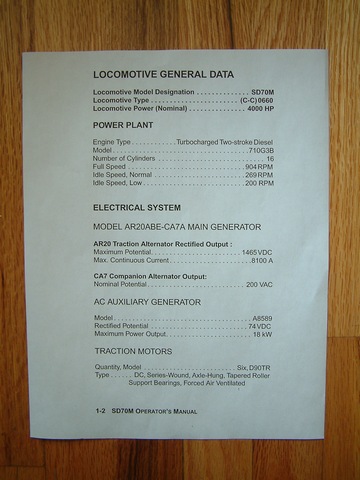 LOCOMOTIVE GENERAL DATA
Locomotive Model Designation . . . . . . . . . . . . . . SD70M
Locomotive Type . . . . . . . . . . . . . . . . . . . . . . (C-C) 0660
Locomotive Power (Nominal) . . . . . . . . . . . . . . 4000 HP
POWER PLANT
Engine Type . . . . . . . . . . . Turbocharged Two-stroke Diesel
Model . . . . . . . . . . . . . . . . . . . . . . . . . . . . . . . . . 710G3B
Number of Cylinders . . . . . . . . . . . . . . . . . . . . . . . . . . . 16
Full Speed . . . . . . . . . . . . . . . . . . . . . . . . . . . . . 904 RPM
Idle Speed, Normal . . . . . . . . . . . . . . . . . . . . . . . 269 RPM
Idle Speed, Low . . . . . . . . . . . . . . . . . . . . . . . . . 200 RPM
ELECTRICAL SYSTEM
MODEL AR20ABE-CA7A MAIN GENERATOR
AR20 Traction Alternator Rectified Output :
Maximum Potential. . . . . . . . . . . . . . . . . . . . . . . 1465 VDC
Max. Continuous Current . . . . . . . . . . . . . . . . . . . . 8100 A
CA7 Companion Alternator Output:
Nominal Potential . . . . . . . . . . . . . . . . . . . . . . . . 200 VAC
AC AUXILIARY GENERATOR
Model . . . . . . . . . . . . . . . . . . . . . . . . . . . . . . . . . . A8589
Rectified Potential . . . . . . . . . . . . . . . . . . . . . . . . 74 VDC
Maximum Power Output. . . . . . . . . . . . . . . . . . . . . 18 kW
TRACTION MOTORS
Quantity, Model . . . . . . . . . . . . . . . . . . . . . . . Six, D90TR
Type . . . . . . DC, Series-Wound, Axle-Hung, Tapered Roller
Support Bearings, Forced Air Ventilated
1-2 SD70M OPERATOR'S MANUAL